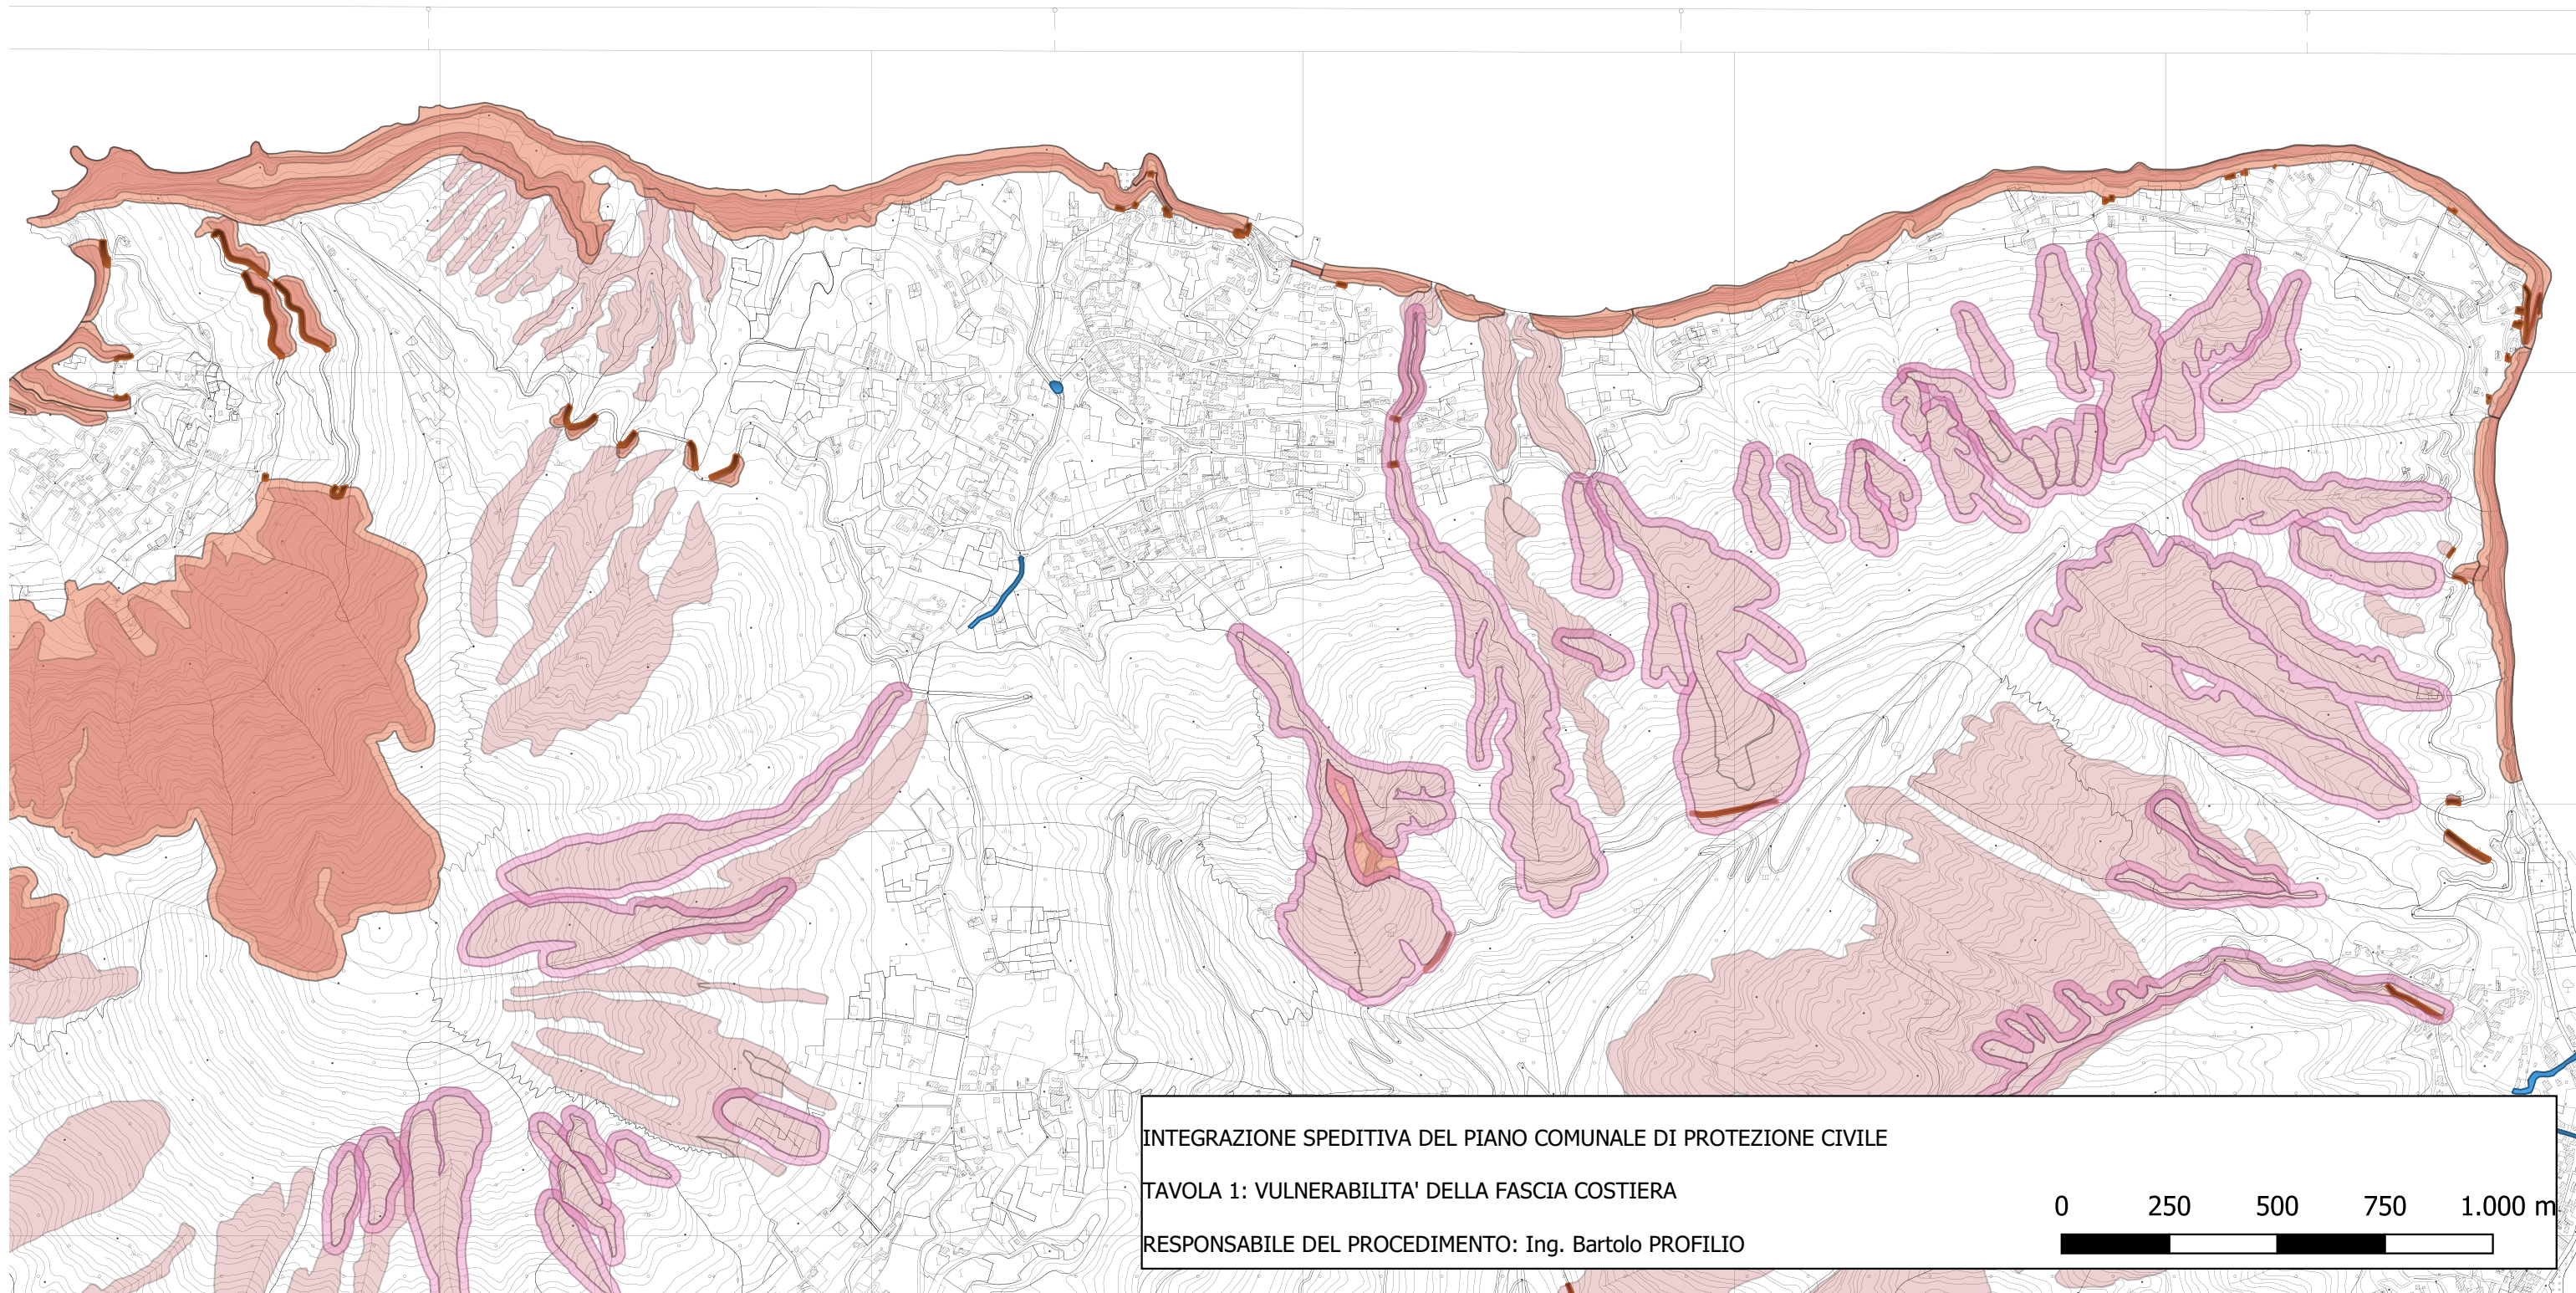 INTEGRAZIONE SPEDITIVA DEL PIANO COMUNALE DI PROTEZIONE CIVILE
TAVOLA 1: VULNERABILITA' DELLA FASCIA COSTIERA
RESPONSABILE DEL PROCEDIMENTO: Ing. Bartolo PROFILIO
0 250 500 750 1.000 m